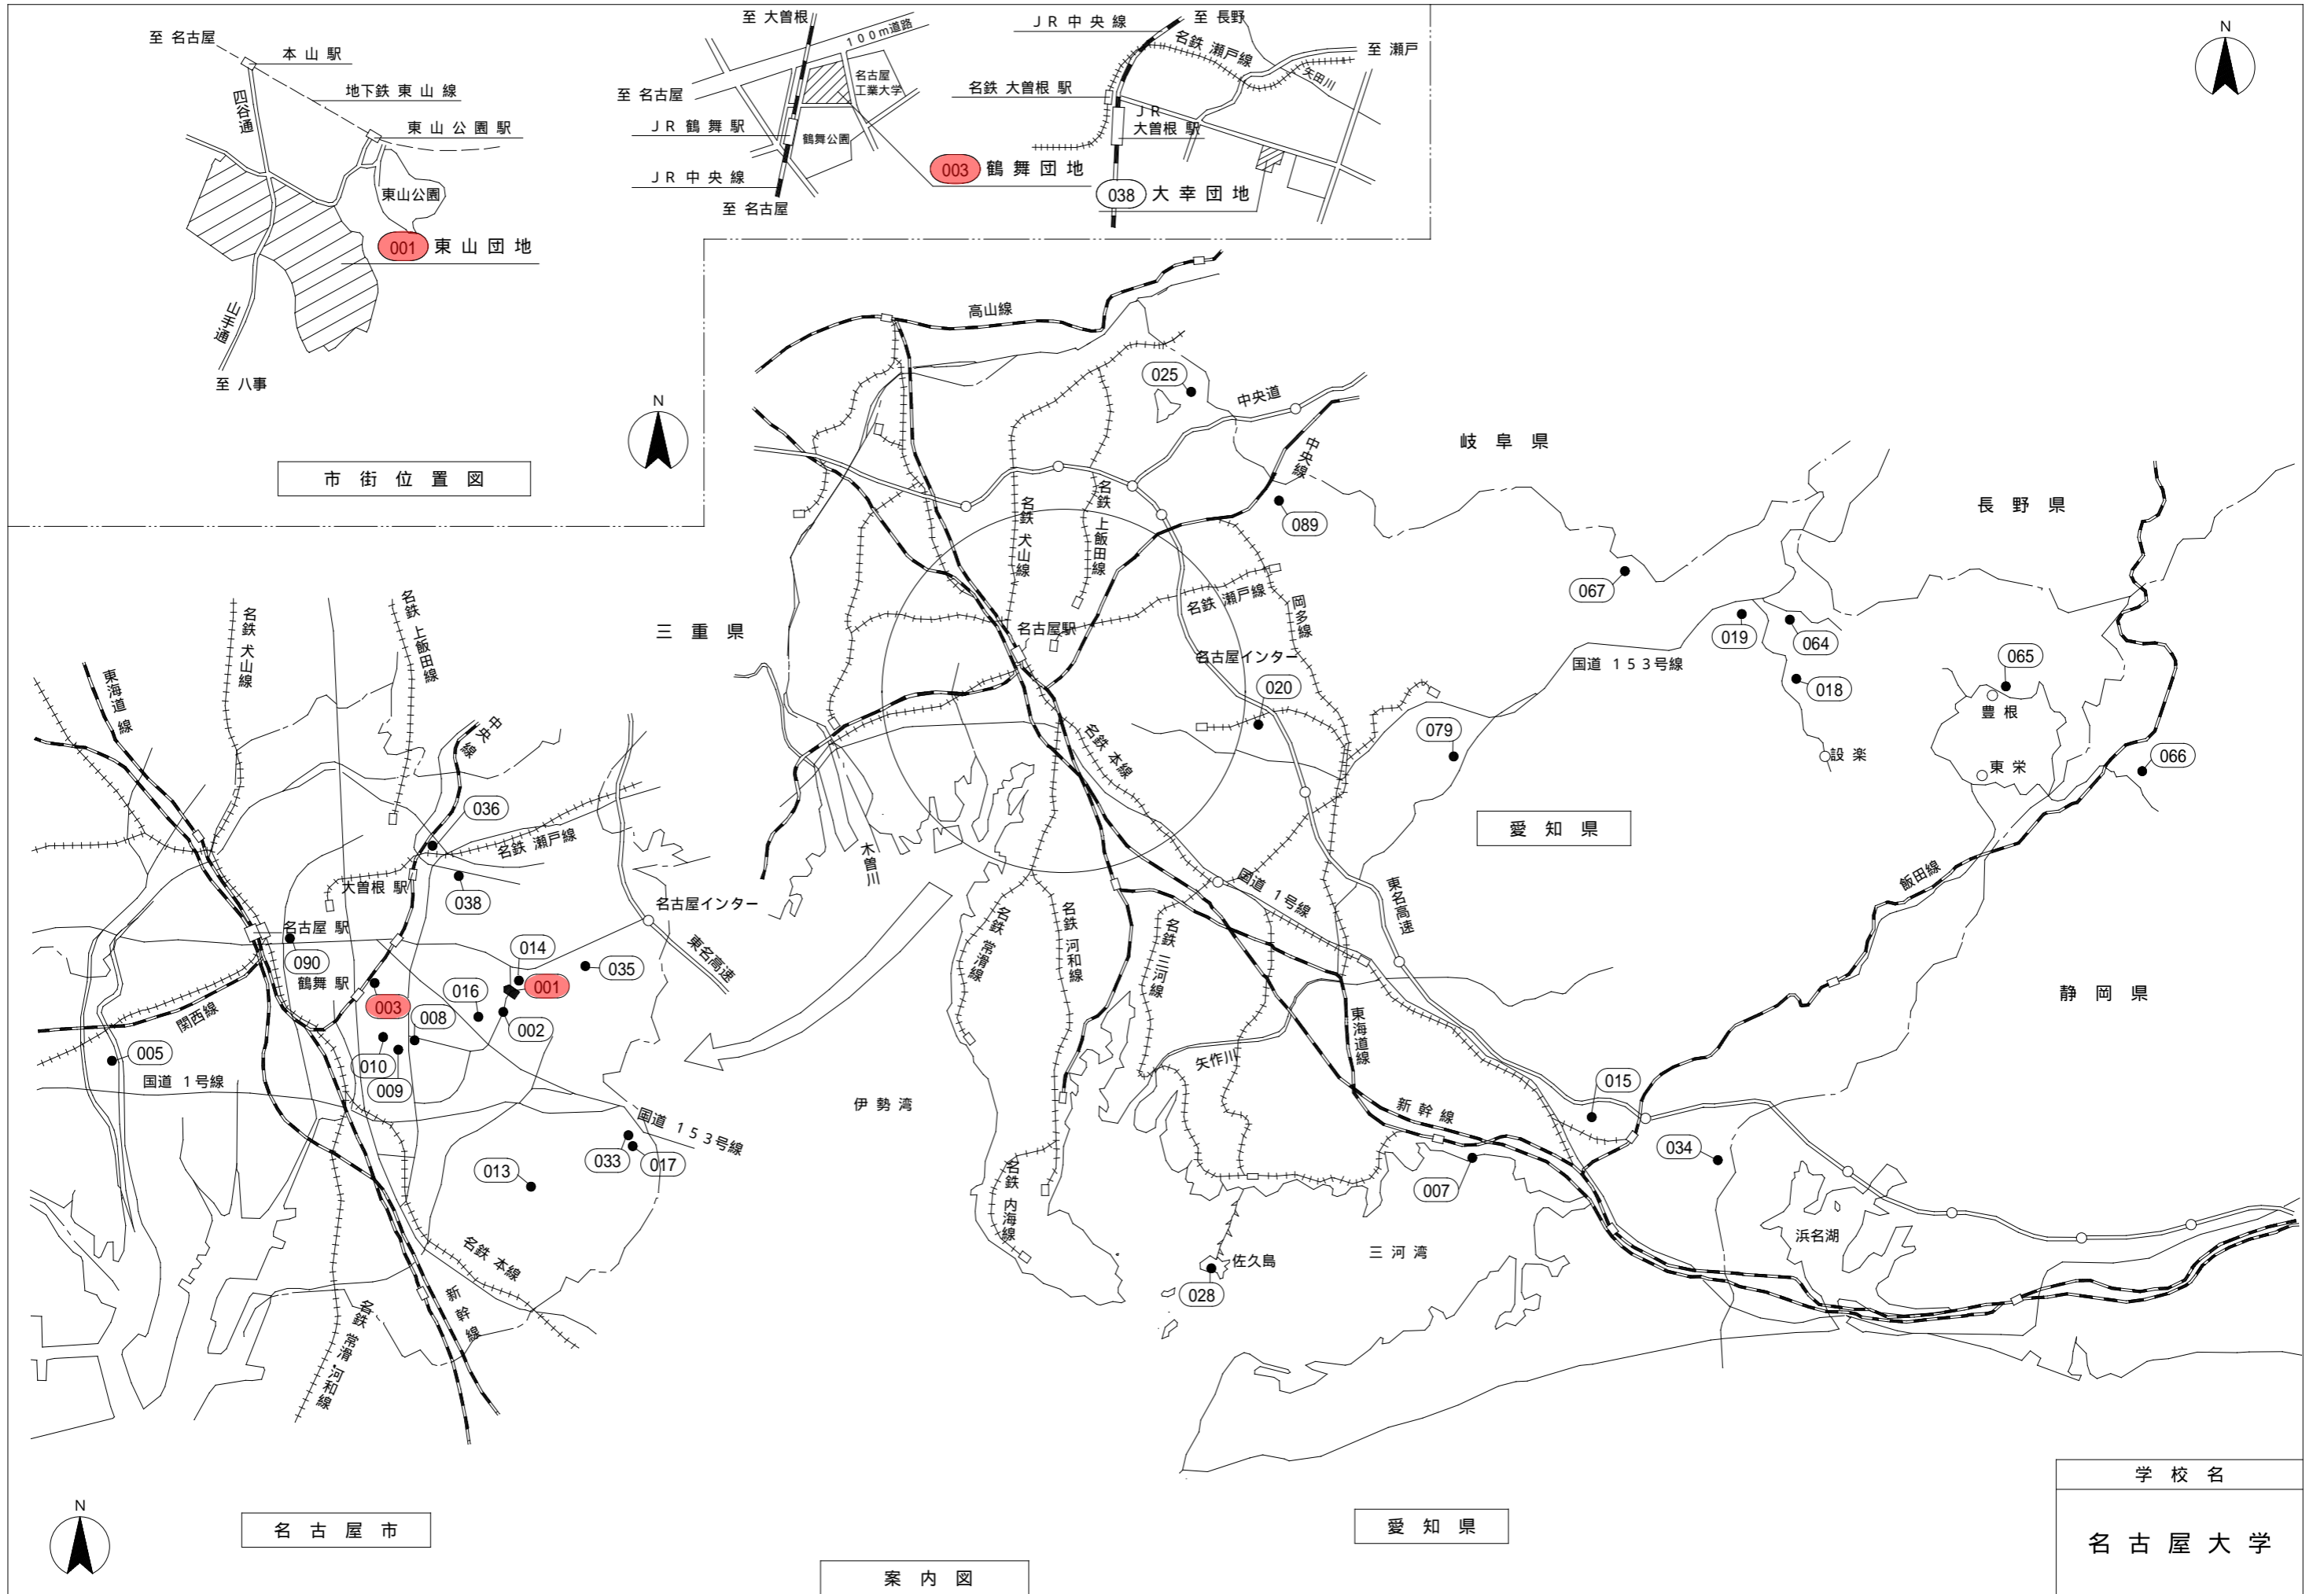 至 名古屋
本 山 駅
四谷通
地下鉄 東 山 線
東 山 公 園 駅
東山公園
001 東 山 団 地
山手通
至 八事
市 街 位 置 図
N
至 大曽根
100m道路
至 名古屋
名古屋
工業大学
JR 鶴 舞 駅
鶴舞公園
JR 中 央 線
至 名古屋
003 鶴 舞 団 地
JR 中 央 線
至 長野
名鉄 瀬戸線
至 瀬戸
矢田川
名鉄 大曽根 駅
JR
大曽根 駅
038 大 幸 団 地
N
高山線
025
中央道
中央線
岐 阜 県
089
長 野 県
名鉄 犬山線
名鉄 上飯田線
067
三 重 県
名鉄 瀬戸線
岡多線
名古屋駅
名古屋インター
国道 153号線
019
064
018
065
豊 根
設 楽
東 栄
066
020
079
名鉄 本線
愛 知 県
木曽川
国道 1号線
東名高速
飯田線
名鉄 常滑線
名鉄 河和線
名鉄 三河線
静 岡 県
矢作川
東海道線
伊 勢 湾
新 幹 線
015
034
007
名鉄 内海線
浜名湖
佐久島
028
三 河 湾
東海道 線
名鉄 犬山線
名鉄 上飯田線
中央 線
036
名鉄 瀬戸線
大曽根 駅
038
名古屋インター
名古屋 駅
090
014
035
東名高速
鶴舞 駅
016
001
003
008
002
関西線
005
010
009
国道 1号線
国道 153号線
033
017
013
名鉄 本線
新 幹 線
名鉄 常滑・河和線
N
名 古 屋 市
愛 知 県
案 内 図
学 校 名
名 古 屋 大 学